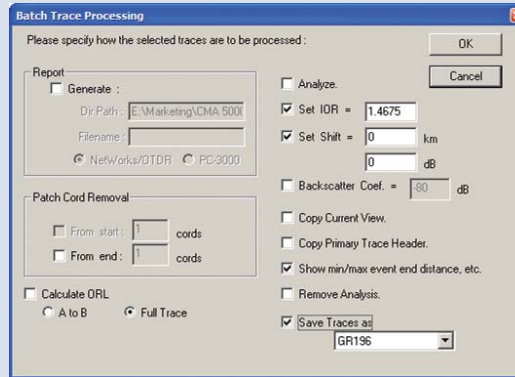 Batch Trace Processing
Please specify how the selected traces are to be processed :
OK
Cancel
Report
Generate :
Dir Path : E:\Marketing\CMA 500
Filename :
NetWorks/OTDR PC-3000
Patch Cord Removal
From start : 1 cords
From end : 1 cords
Calculate ORL
A to B Full Trace
Analyze.
Set IOR = 1.4675
Set Shift = 0 km
0 dB
Backscatter Coef. = -80 dB
Copy Current View.
Copy Primary Trace Header.
Show min/max event end distance, etc.
Remove Analysis.
Save Traces as
GR196